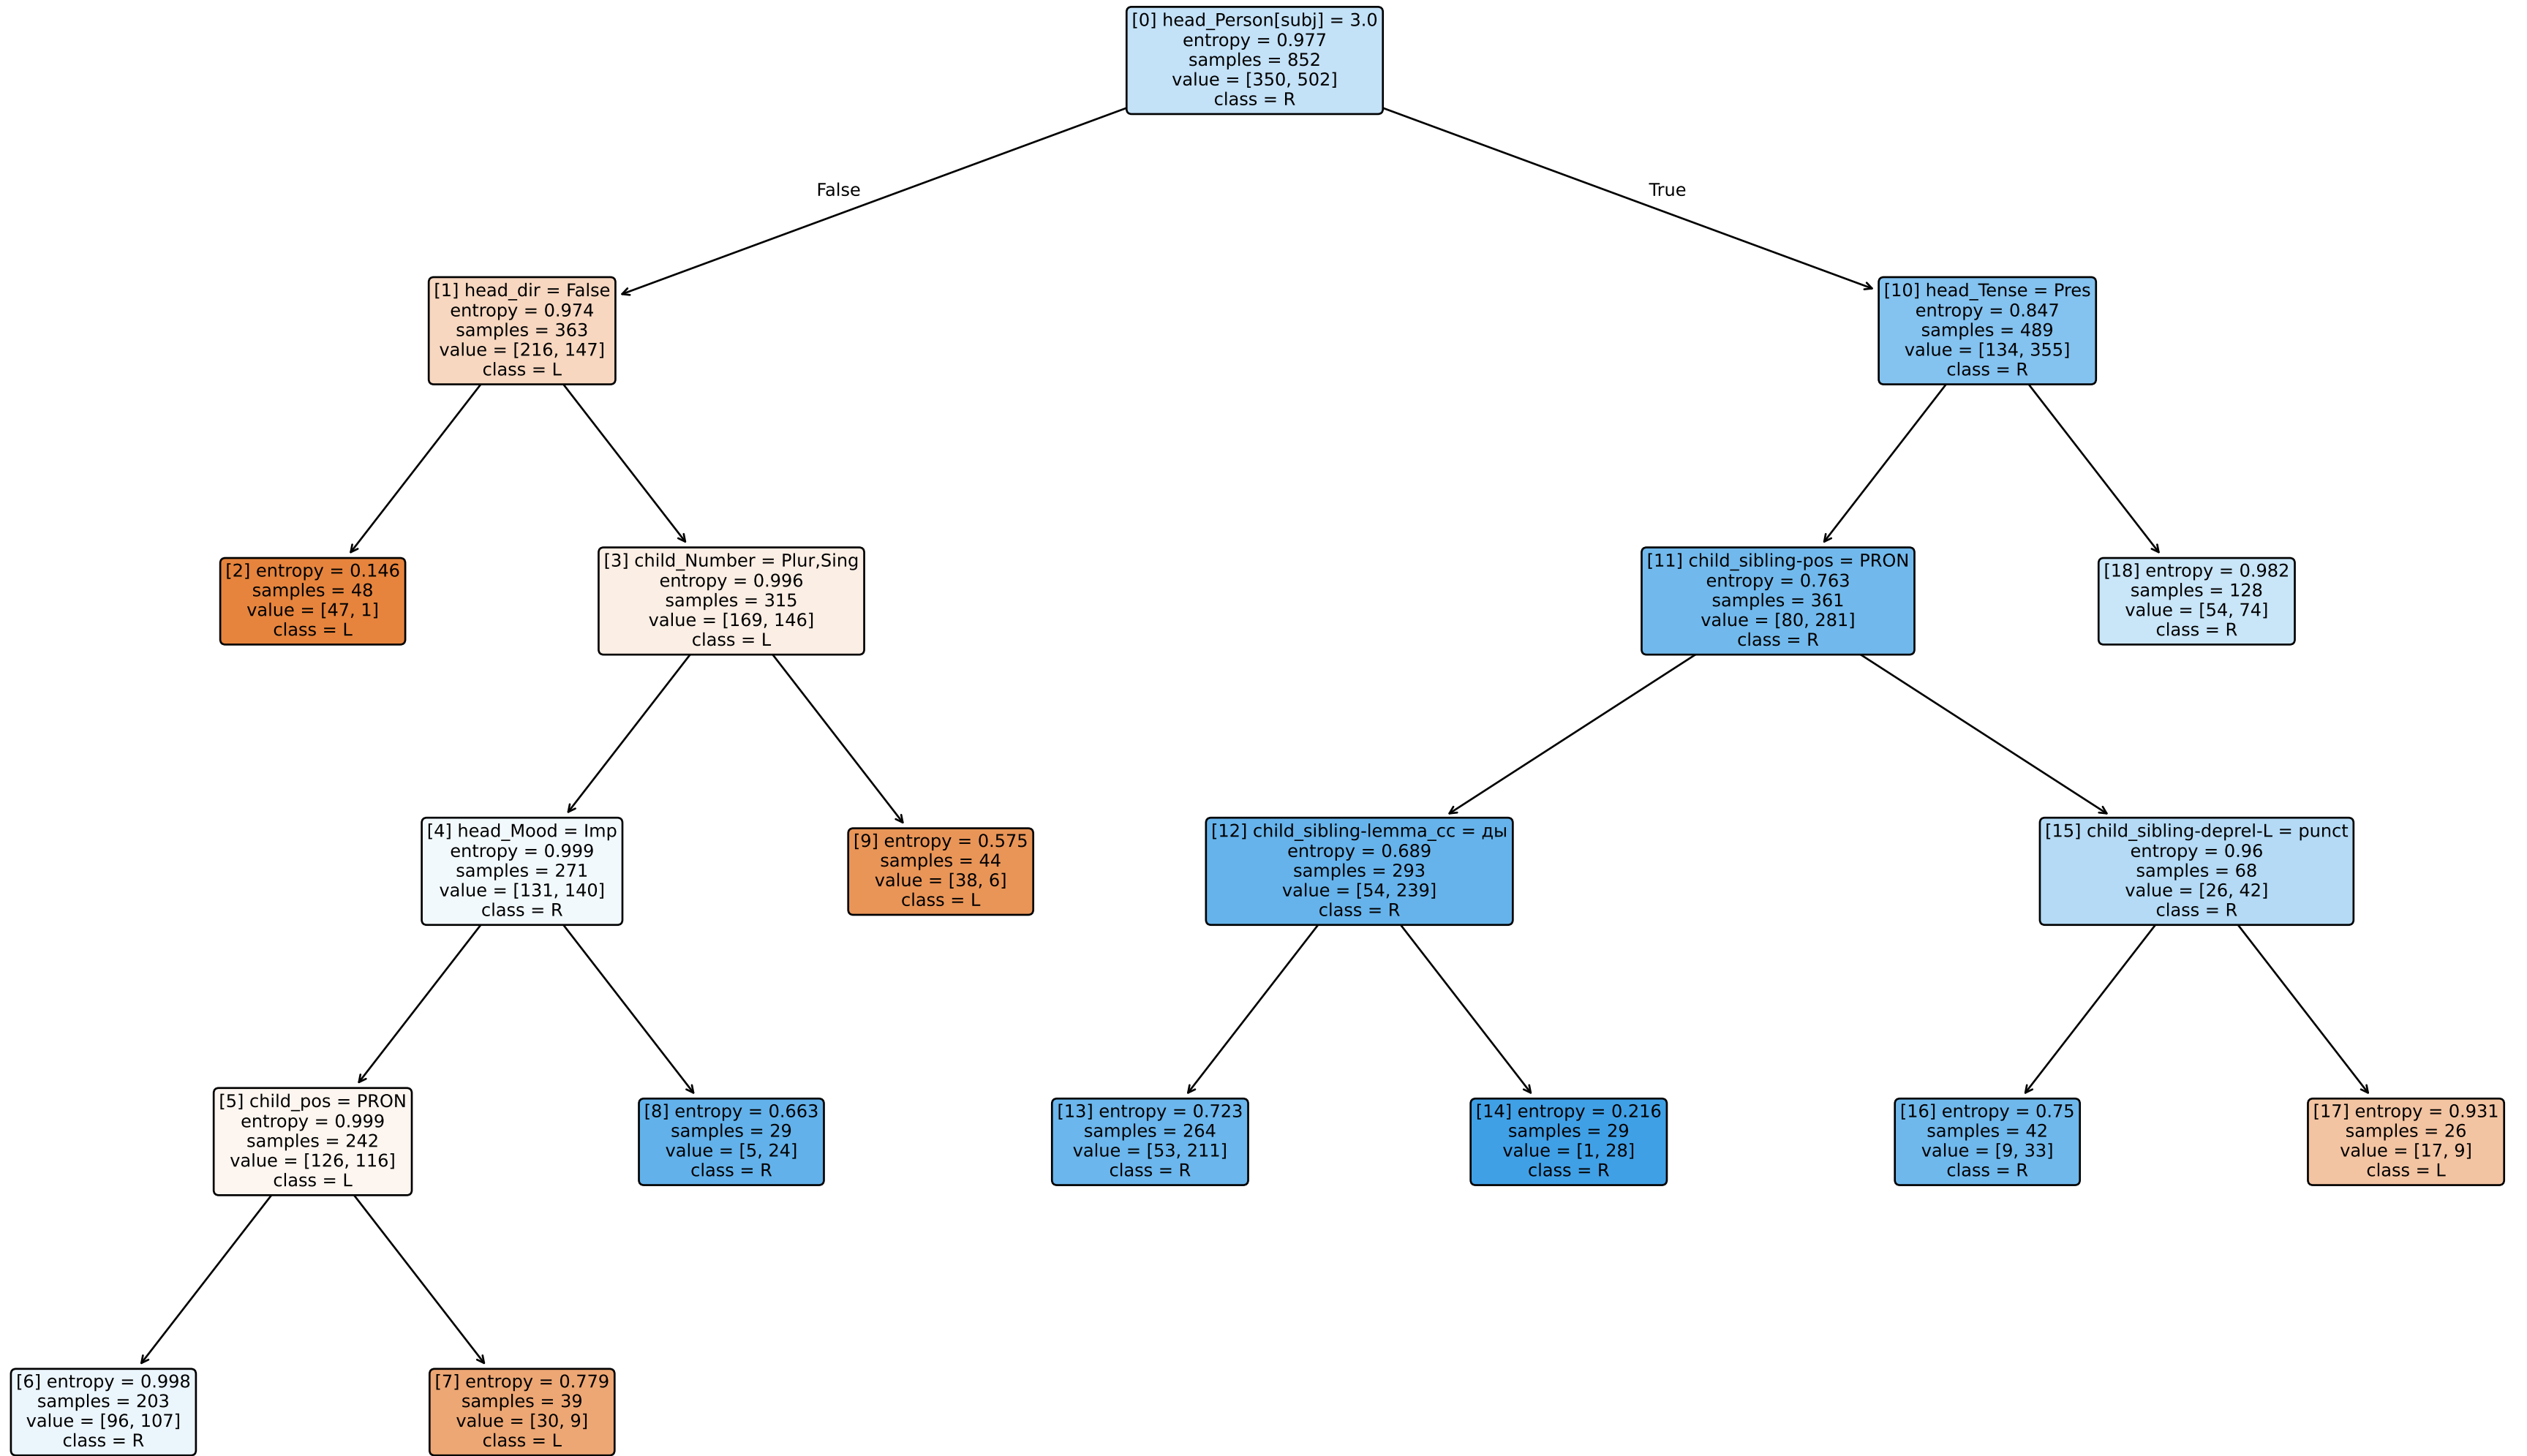 [0] head_Person[subj] = 3.0
entropy = 0.977
samples = 852
value = [350, 502]
class = R
False
True
[1] head_dir = False
entropy = 0.974
samples = 363
value = [216, 147]
class = L
[10] head_Tense = Pres
entropy = 0.847
samples = 489
value = [134, 355]
class = R
[2] entropy = 0.146
samples = 48
value = [47, 1]
class = L
[3] child_Number = Plur,Sing
entropy = 0.996
samples = 315
value = [169, 146]
class = L
[11] child_sibling-pos = PRON
entropy = 0.763
samples = 361
value = [80, 281]
class = R
[18] entropy = 0.982
samples = 128
value = [54, 74]
class = R
[4] head_Mood = Imp
entropy = 0.999
samples = 271
value = [131, 140]
class = R
[9] entropy = 0.575
samples = 44
value = [38, 6]
class = L
[12] child_sibling-lemma_cc = ды
entropy = 0.689
samples = 293
value = [54, 239]
class = R
[15] child_sibling-deprel-L = punct
entropy = 0.96
samples = 68
value = [26, 42]
class = R
[5] child_pos = PRON
entropy = 0.999
samples = 242
value = [126, 116]
class = L
[8] entropy = 0.663
samples = 29
value = [5, 24]
class = R
[13] entropy = 0.723
samples = 264
value = [53, 211]
class = R
[14] entropy = 0.216
samples = 29
value = [1, 28]
class = R
[16] entropy = 0.75
samples = 42
value = [9, 33]
class = R
[17] entropy = 0.931
samples = 26
value = [17, 9]
class = L
[6] entropy = 0.998
samples = 203
value = [96, 107]
class = R
[7] entropy = 0.779
samples = 39
value = [30, 9]
class = L